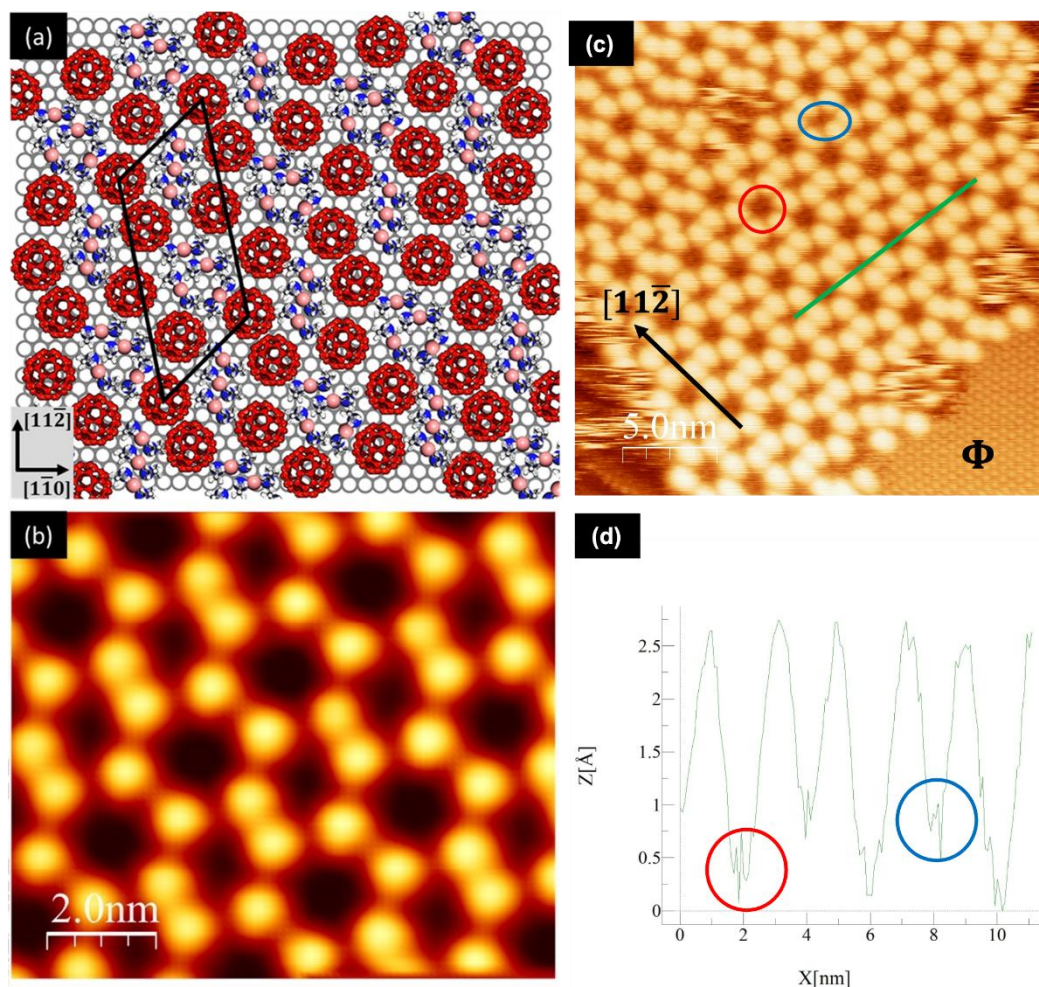 (a)
[112̅]
[11̅0]
(b)
2.0nm
(c)
[112̅]
5.0nm
Φ
(d)
Z[Å]
2.5
2
1.5
1
0.5
0
0 2 4 6 8 10
X[nm]